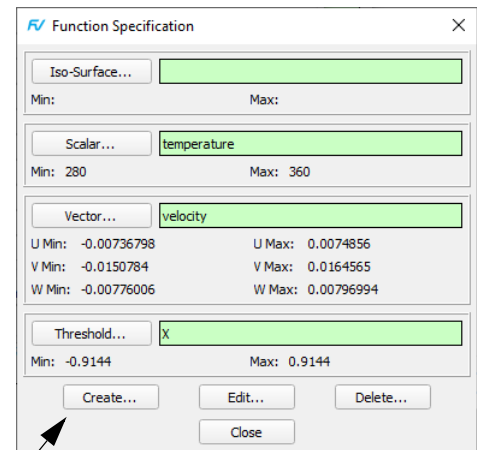 FV Function Specification
Iso-Surface...
Min: Max:
Scalar... temperature
Min: 280 Max: 360
Vector... velocity
U Min: -0.00736798 U Max: 0.0074856
V Min: -0.0150784 V Max: 0.0164565
W Min: -0.00776006 W Max: 0.00796994
Threshold... X
Min: -0.9144 Max: 0.9144
Create... Edit... Delete...
Close